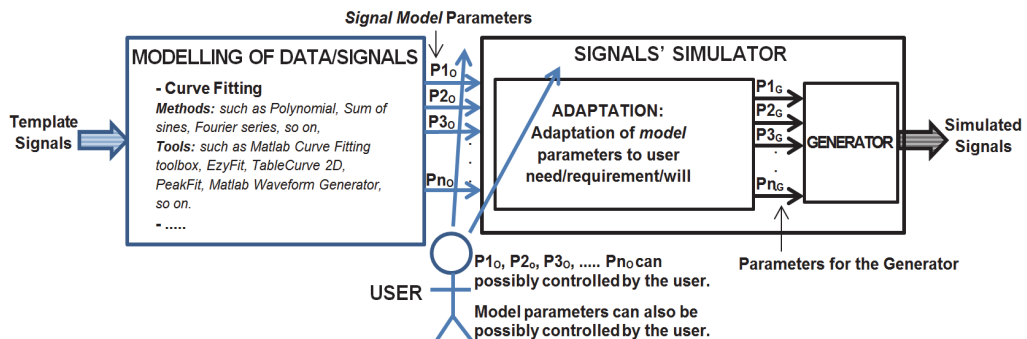 Signal Model Parameters
MODELLING OF DATA/SIGNALS
- Curve Fitting
Methods: such as Polynomial, Sum of
sines, Fourier series, so on,
Tools: such as Matlab Curve Fitting
toolbox, EzyFit, TableCurve 2D,
PeakFit, Matlab Waveform Generator,
so on.
- .....
Template
Signals
P1O
P2O
P3O
PnO
SIGNALS' SIMULATOR
ADAPTATION:
Adaptation of model
parameters to user
need/requirement/will
P1G
P2G
P3G
PnG
GENERATOR
Simulated
Signals
Parameters for the Generator
USER
P1O, P2o, P3O, ..... PnO can
possibly controlled by the user.
Model parameters can also be
possibly controlled by the user.